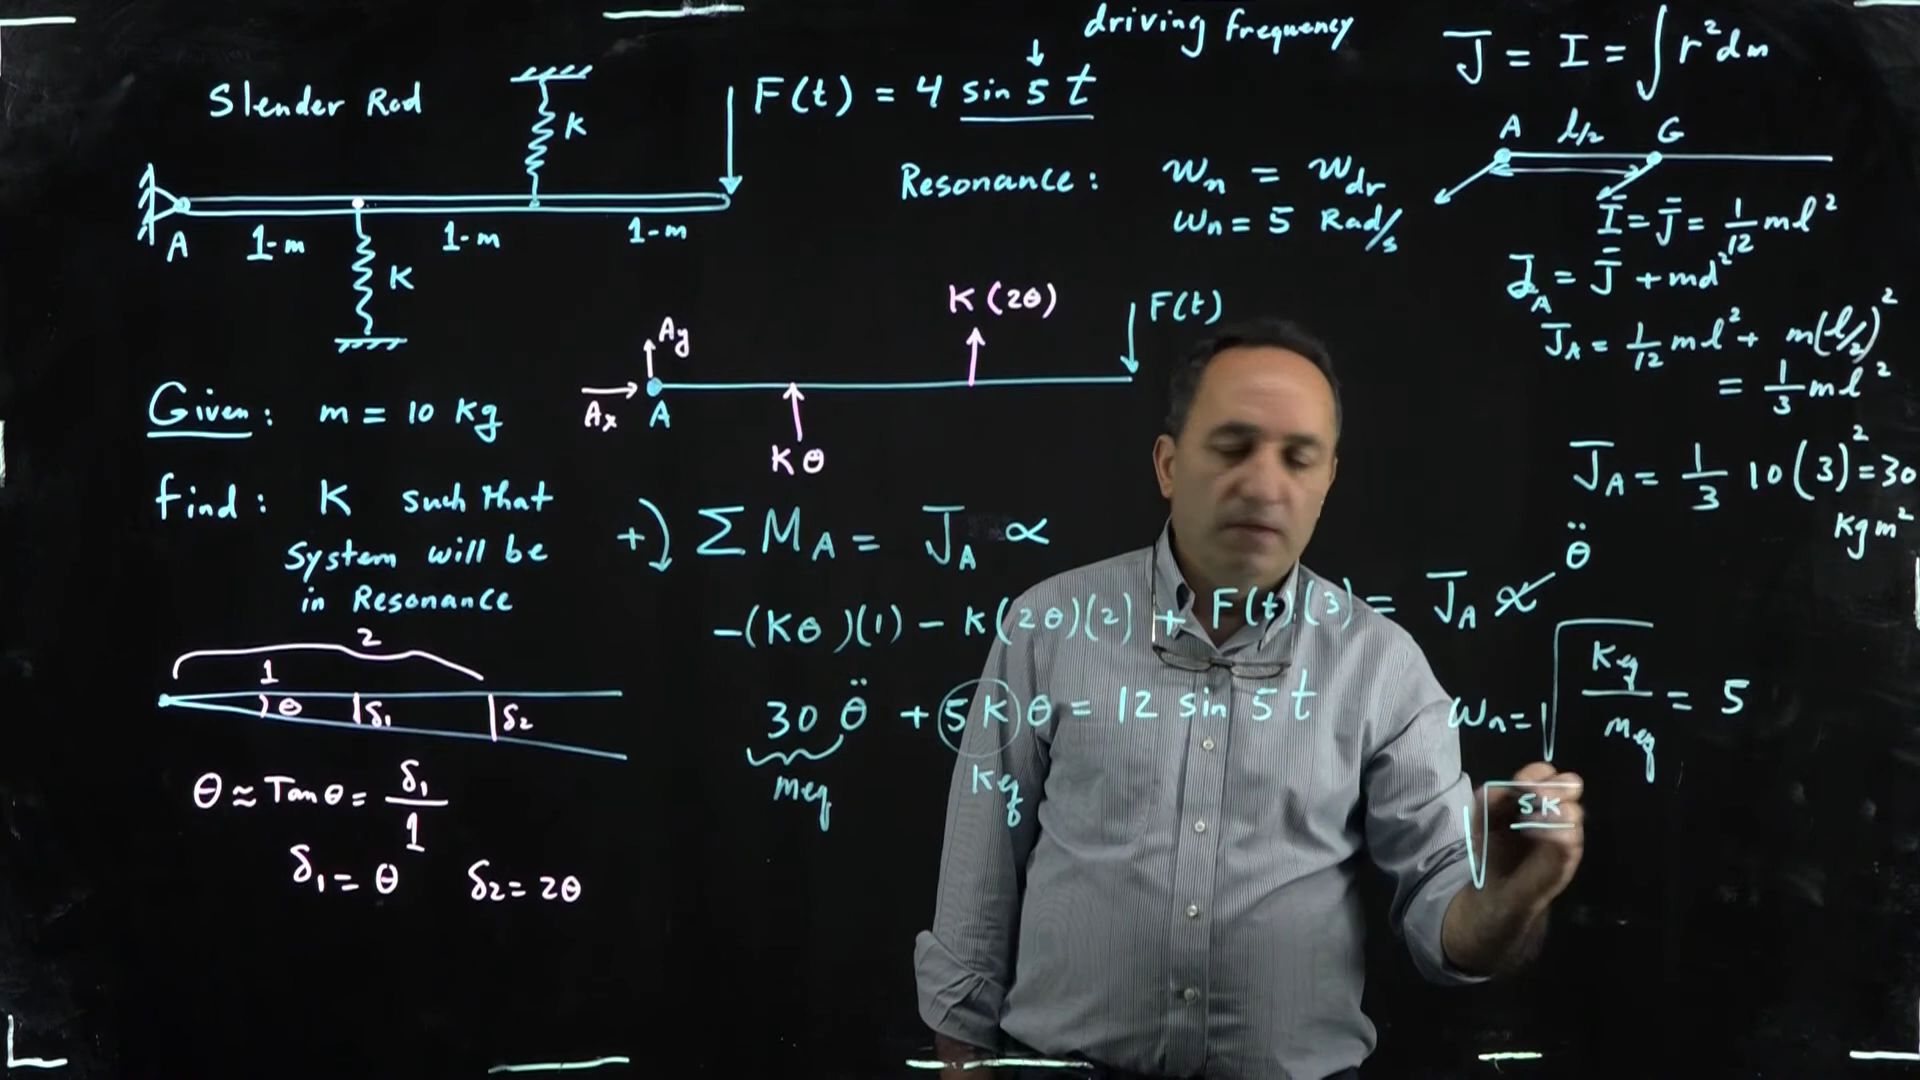 driving frequency
Slender Rod
K
F(t) = 4 sin 5 t
J = I = ∫ r²dm
A l/2 G
Resonance: wn = wdr
wn = 5 Rad/s
A 1-m 1-m 1-m
K
Ī = J̄ = 1/12 ml²
JA = J̄ + md²
JA = 1/12 ml² + m(l/2)²
= 1/3 ml²
JA = 1/3 10 (3)² = 30
kgm²
K (2θ)
F(t)
Ay
Ax A
Kθ
Given: m = 10 kg
find: K such that
System will be
in Resonance
+) ΣMA = JA ∝
θ̈
-(Kθ)(1) - K(2θ)(2) + F(t).(3) = JA ∝
30 θ̈ + 5Kθ = 12 sin 5 t
meq Keq
wn = √Keq/meq = 5
√5K
2
1
θ δ1 δ2
θ ≈ Tanθ = δ1/1
δ1 = θ δ2 = 2θ